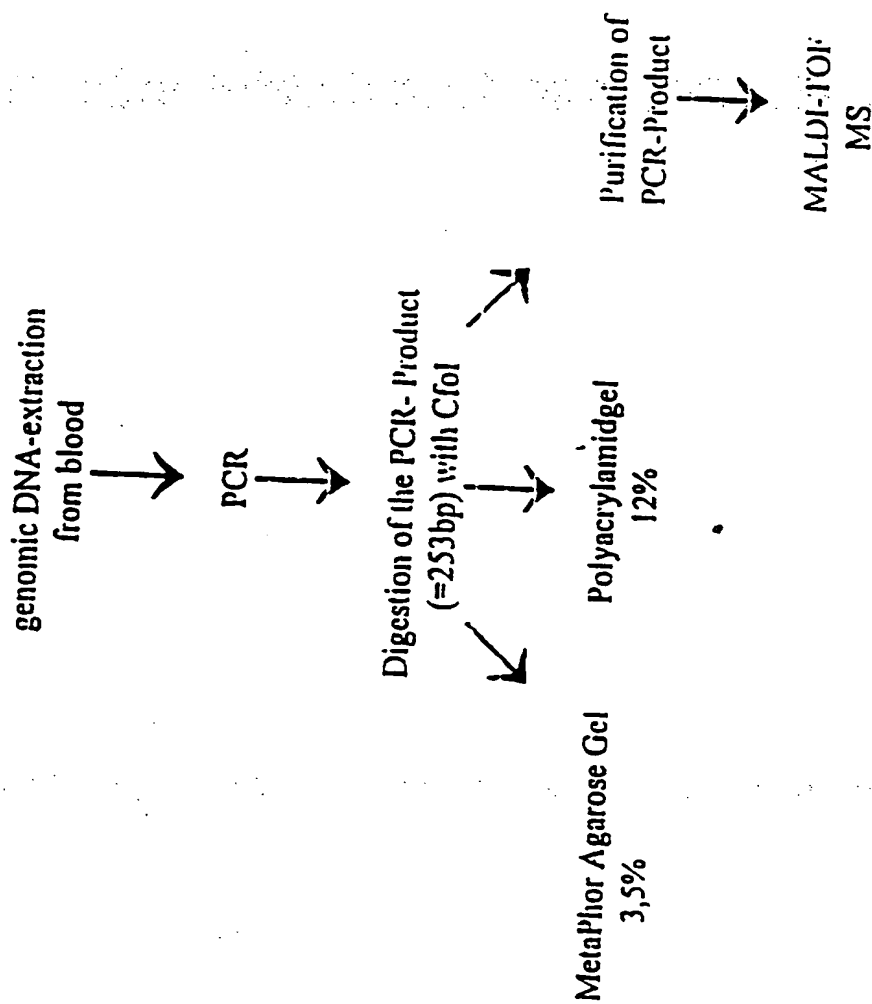 genomic DNA-extraction
from blood
PCR
Digestion of the PCR- Product
(=253bp) with CfoI
MetaPhor Agarose Gel
3,5%
Polyacrylamidgel
12%
Purification of
PCR-Product
MALDI-TOF
MS